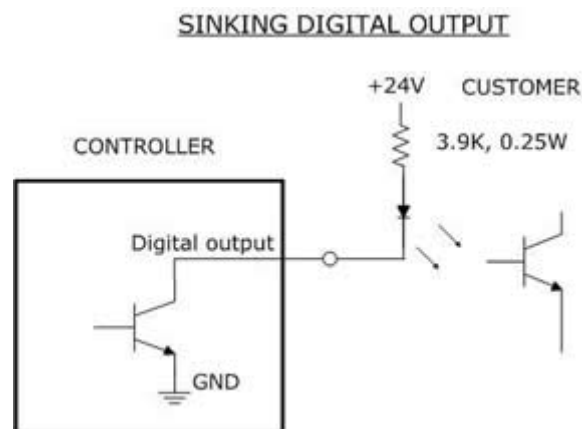 SINKING DIGITAL OUTPUT
+24V
CUSTOMER
3.9K, 0.25W
CONTROLLER
Digital output
GND